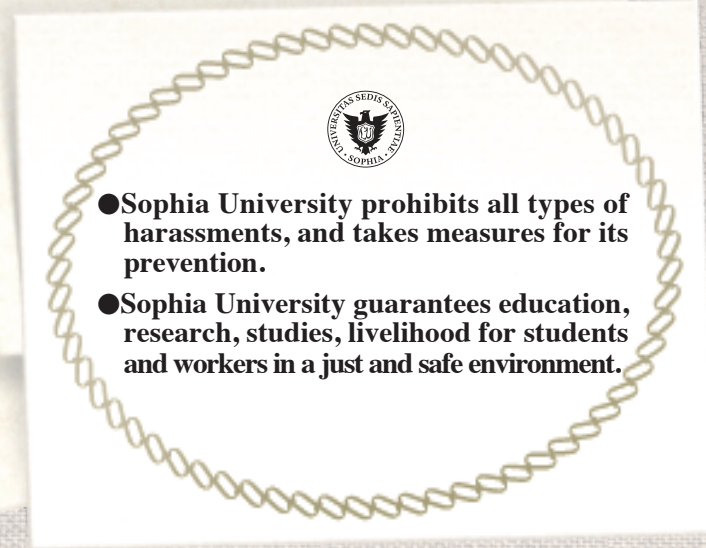 UNIVERSITAS SEDIS SAPIENTIAE
· SOPHIA ·
●Sophia University prohibits all types of
harassments, and takes measures for its
prevention.
●Sophia University guarantees education,
research, studies, livelihood for students
and workers in a just and safe environment.